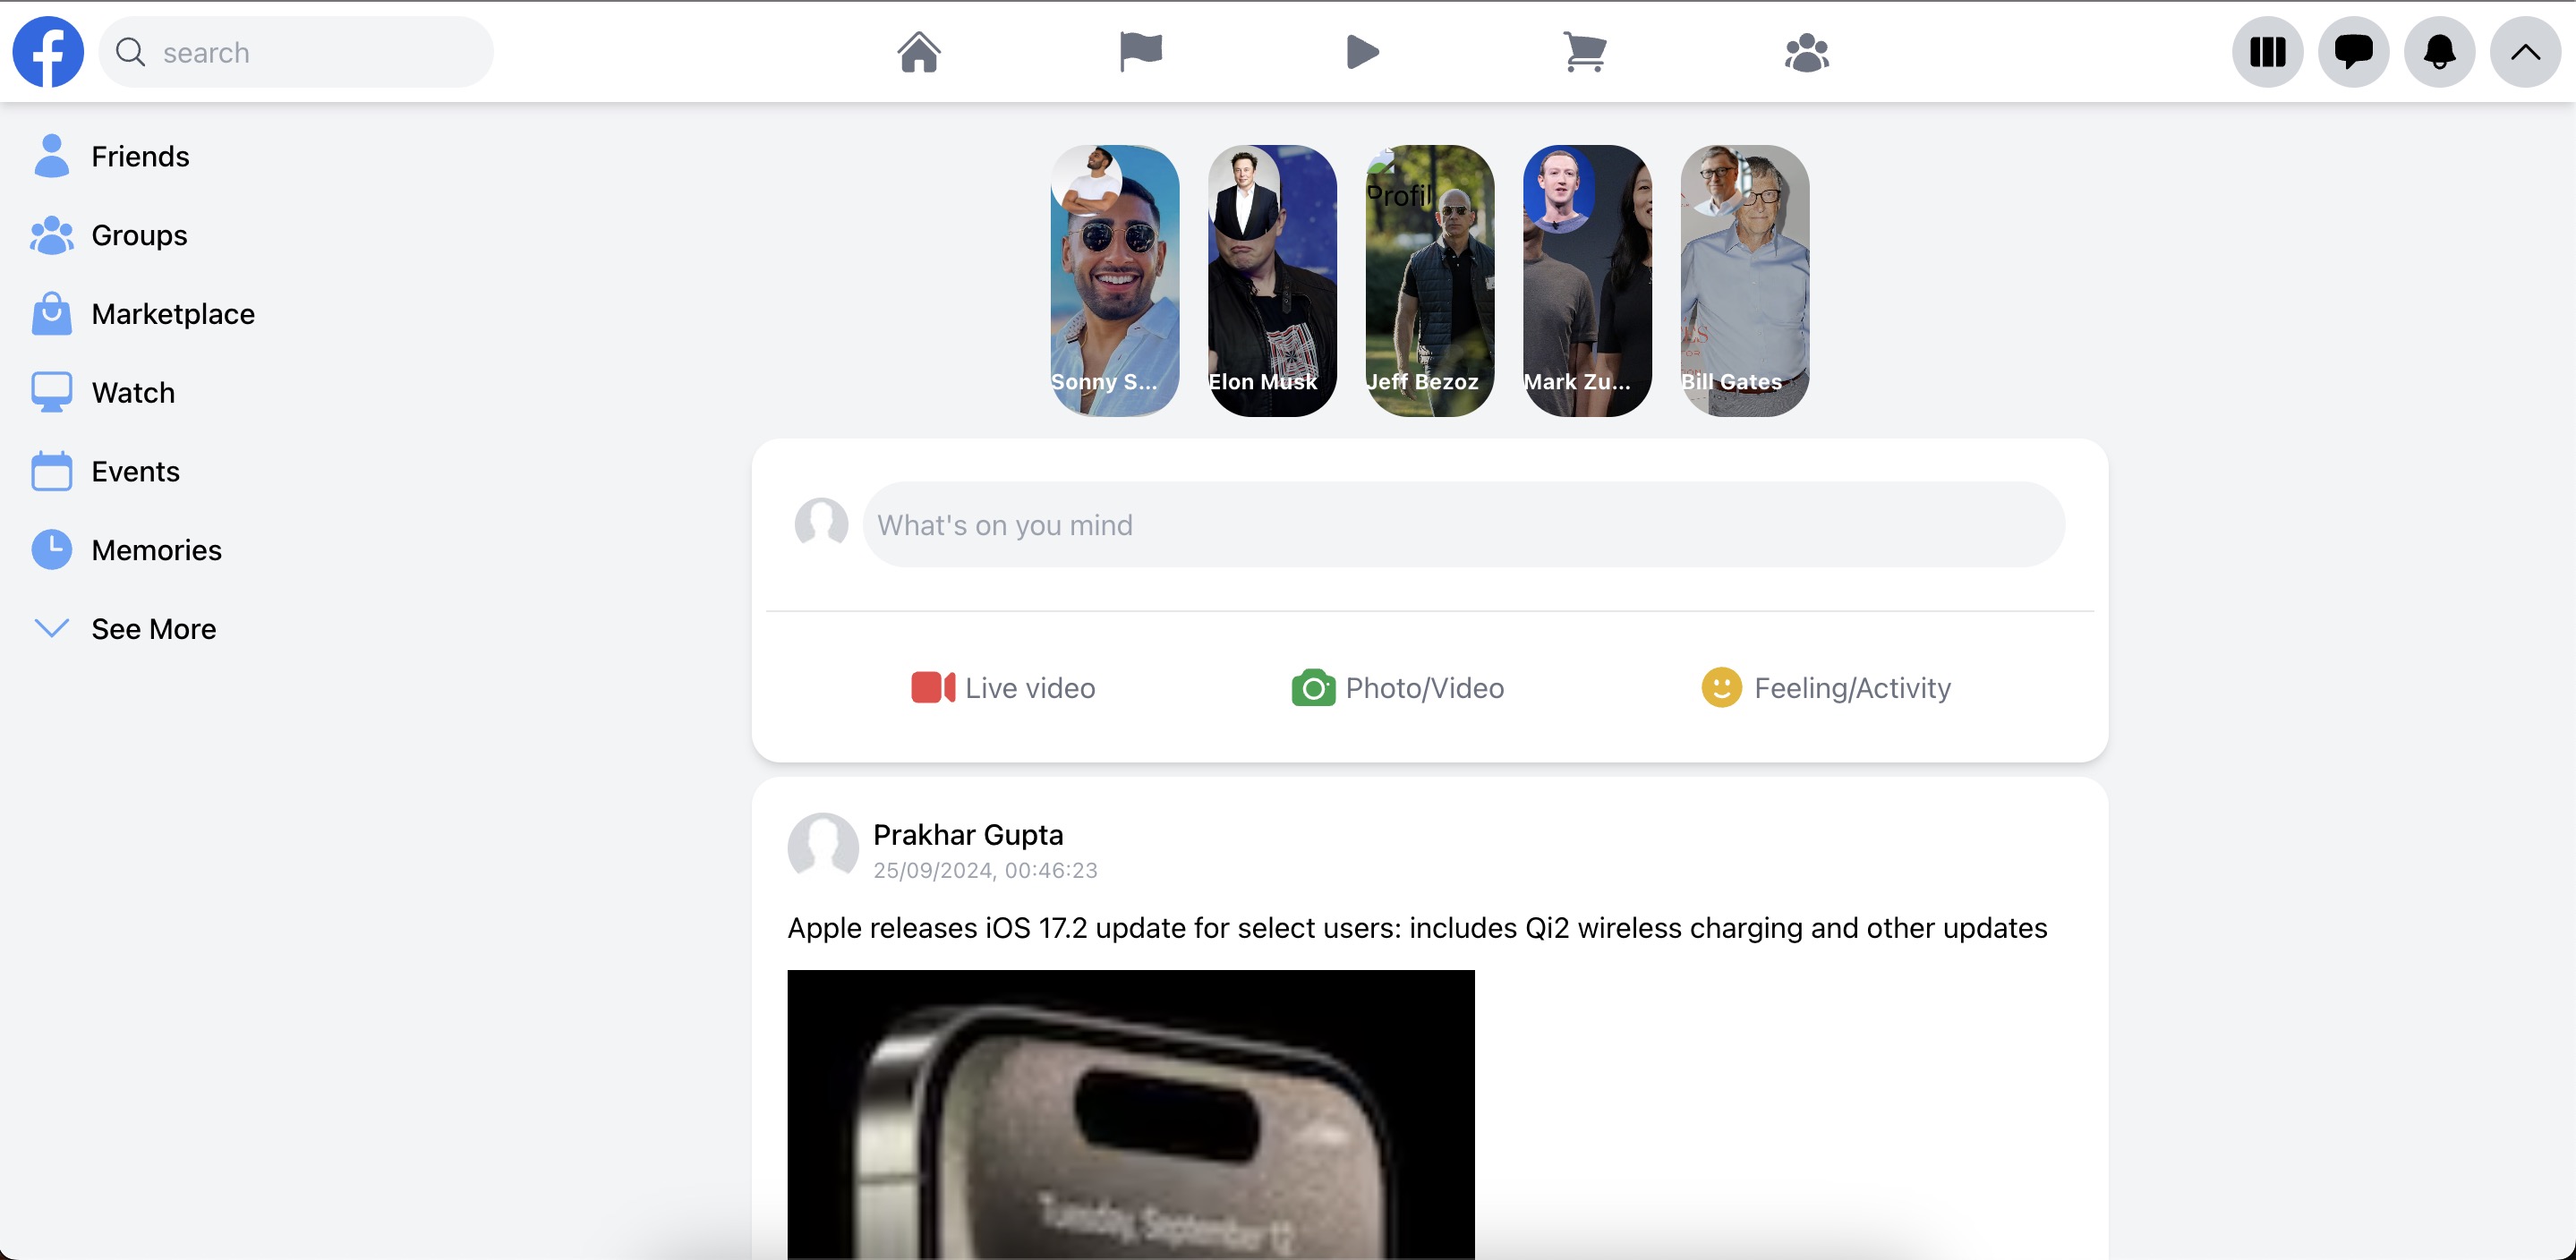 search
Friends
Groups
Marketplace
Watch
Events
Memories
See More
Profil
Sonny S...
Elon Musk
Jeff Bezoz
Mark Zu...
Bill Gates
What's on you mind
Live video
Photo/Video
Feeling/Activity
Prakhar Gupta
25/09/2024, 00:46:23
Apple releases iOS 17.2 update for select users: includes Qi2 wireless charging and other updates
Tuesday, September 12